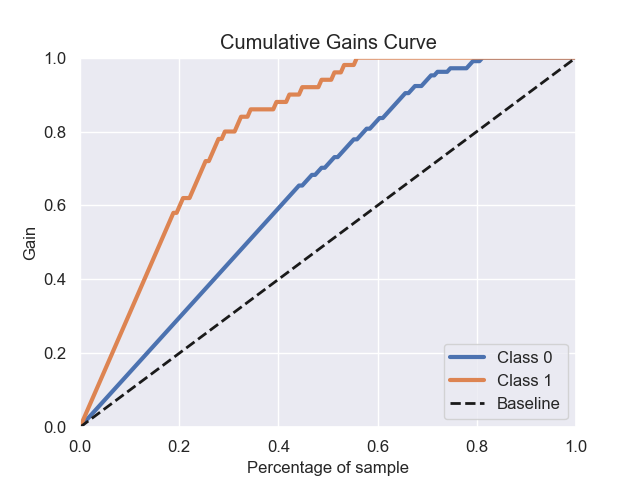 Cumulative Gains Curve
1.0
0.8
0.6
0.4
0.2
0.0
Gain
0.0 0.2 0.4 0.6 0.8 1.0
Percentage of sample
Class 0
Class 1
Baseline